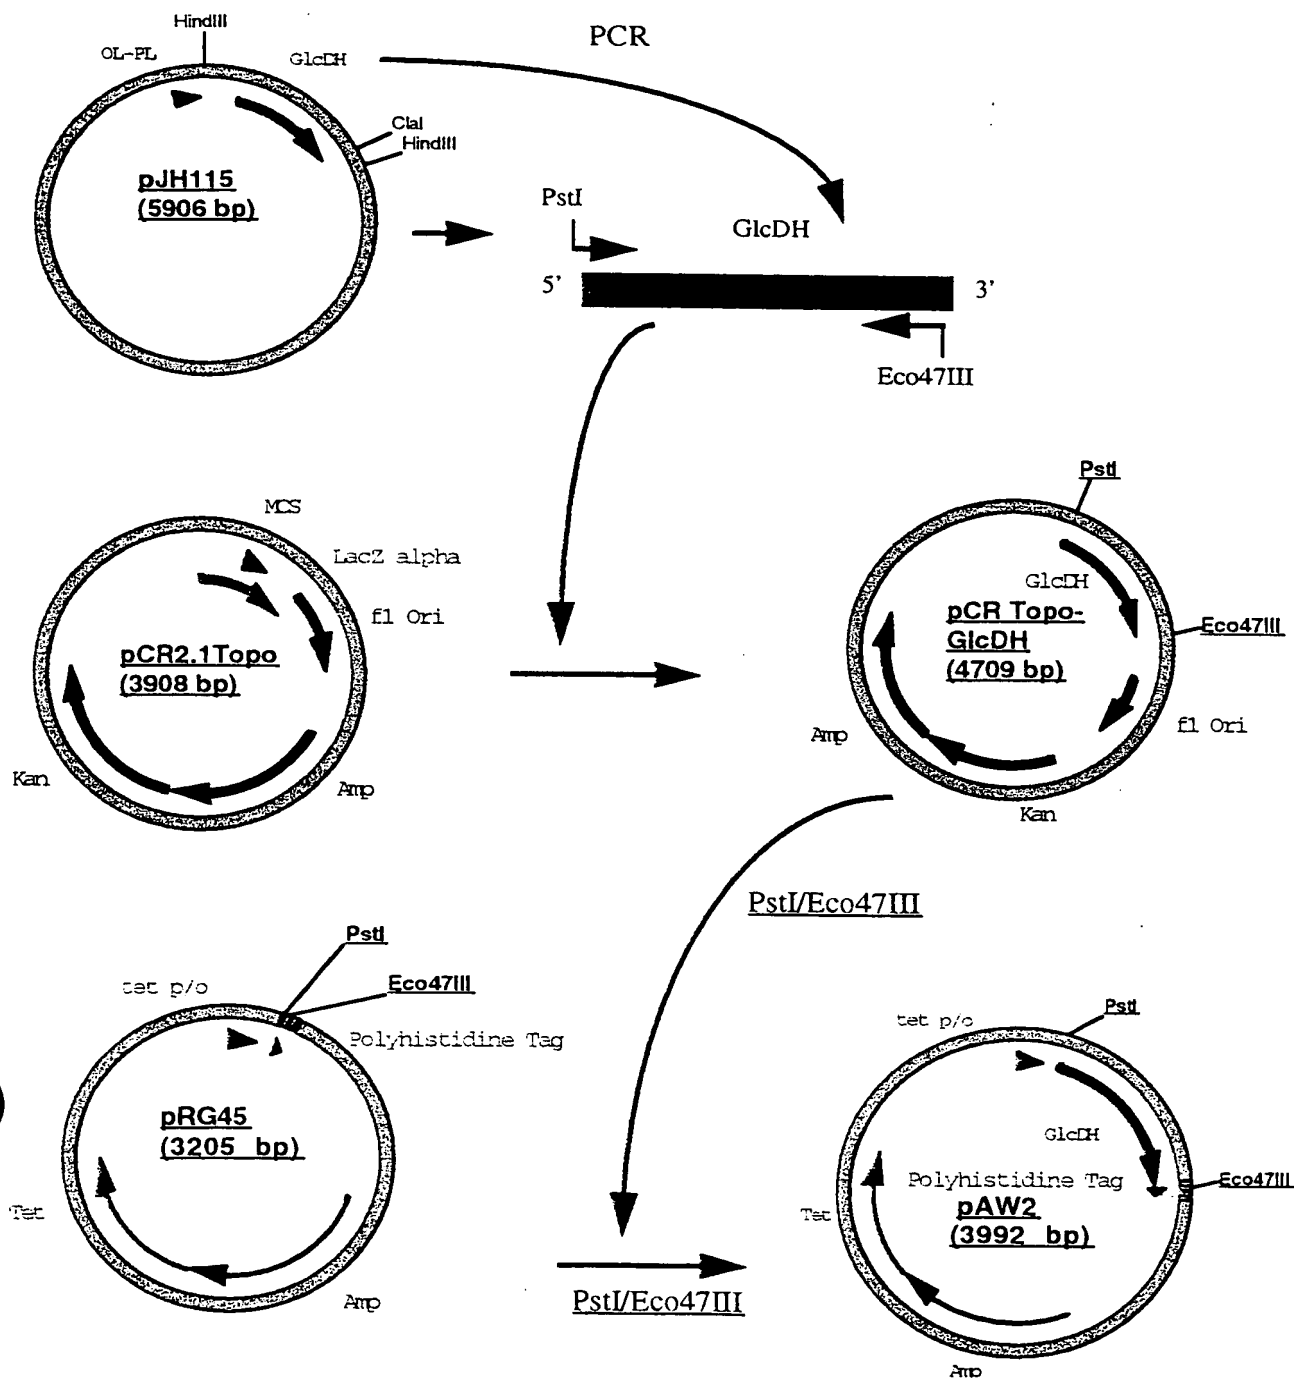 HindIII
OL-PL
GlcDH
PCR
ClaI
HindIII
pJH115
(5906 bp)
PstI
GlcDH
5'
3'
Eco47III
MCS
LacZ alpha
f1 Ori
pCR2.1Topo
(3908 bp)
Kan
Amp
PstI
GlcDH
pCR Topo-
GlcDH
(4709 bp)
Eco47III
f1 Ori
Amp
Kan
PstI/Eco47III
PstI
Eco47III
tet p/o
Polyhistidine Tag
pRG45
(3205 bp)
Tet
Amp
PstI/Eco47III
tet p/o
PstI
GlcDH
Polyhistidine Tag
Eco47III
pAW2
(3992 bp)
Tet
Amp